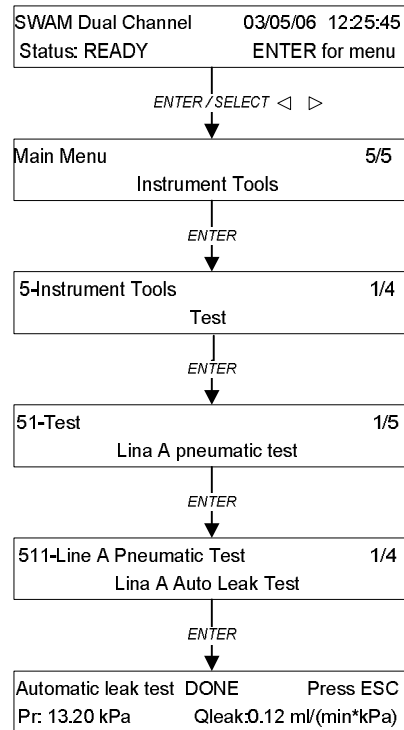 SWAM Dual Channel 03/05/06 12:25:45
Status: READY ENTER for menu
ENTER/SELECT ◁ ▷
Main Menu 5/5
Instrument Tools
ENTER
5-Instrument Tools 1/4
Test
ENTER
51-Test 1/5
Lina A pneumatic test
ENTER
511-Line A Pneumatic Test 1/4
Lina A Auto Leak Test
ENTER
Automatic leak test DONE Press ESC
Pr: 13.20 kPa Qleak:0.12 ml/(min*kPa)